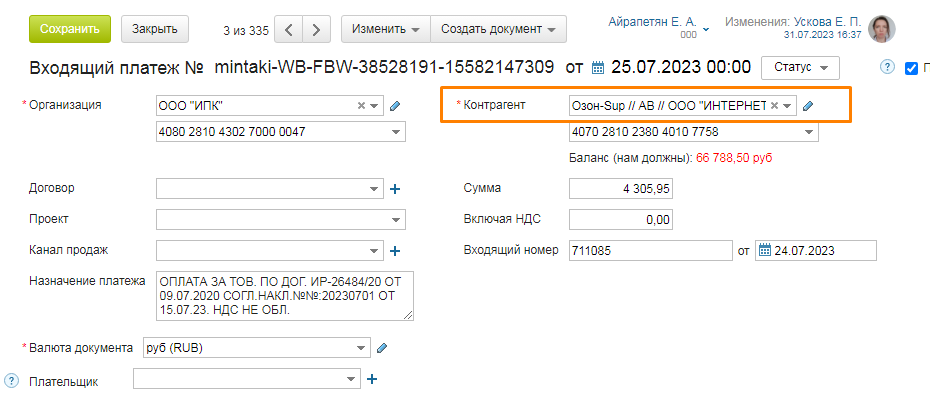 Сохранить Закрыть 3 из 335 Изменить Создать документ Айрапетян Е. А. Изменения: Ускова Е. П.
ООО 31.07.2023 16:37
Входящий платеж № mintaki-WB-FBW-38528191-15582147309 от 25.07.2023 00:00 Статус ? П
* Организация ООО "ИПК" * Контрагент Озон-Sup // АВ // ООО "ИНТЕРНЕТ
4080 2810 4302 7000 0047 4070 2810 2380 4010 7758
Баланс (нам должны): 66 788,50 руб
Договор Сумма 4 305,95
Проект Включая НДС 0,00
Канал продаж Входящий номер 711085 от 24.07.2023
Назначение платежа ОПЛАТА ЗА ТОВ. ПО ДОГ. ИР-26484/20 ОТ
09.07.2020 СОГЛ.НАКЛ.№№:20230701 ОТ
15.07.23. НДС НЕ ОБЛ.
* Валюта документа руб (RUB)
? Плательщик